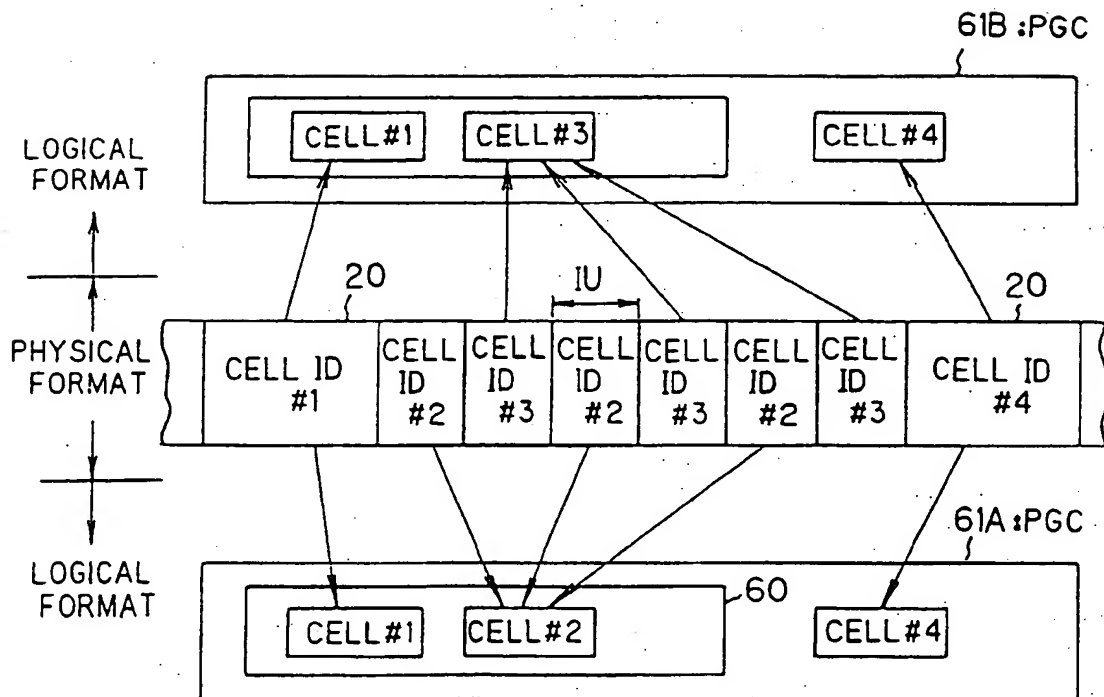 61B :PGC
CELL#1
CELL#3
CELL#4
LOGICAL
FORMAT
20
IU
20
PHYSICAL
FORMAT
CELL ID
#1
CELL
ID
#2
CELL
ID
#3
CELL
ID
#2
CELL
ID
#3
CELL
ID
#2
CELL
ID
#3
CELL ID
#4
61A :PGC
LOGICAL
FORMAT
60
CELL#1
CELL#2
CELL#4